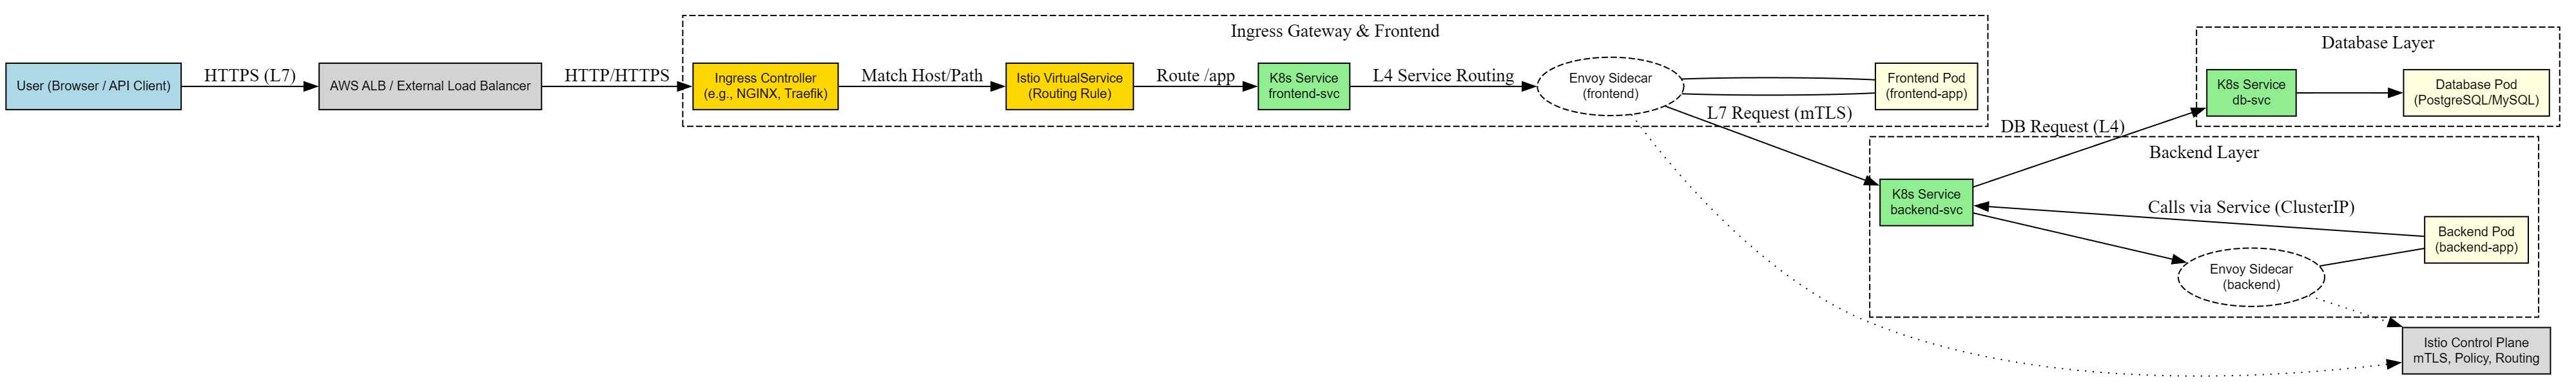 Ingress Gateway & Frontend
User (Browser / API Client)
HTTPS (L7)
AWS ALB / External Load Balancer
HTTP/HTTPS
Ingress Controller
(e.g., NGINX, Traefik)
Match Host/Path
Istio VirtualService
(Routing Rule)
Route /app
K8s Service
frontend-svc
L4 Service Routing
Envoy Sidecar
(frontend)
Frontend Pod
(frontend-app)
L7 Request (mTLS)
Database Layer
DB Request (L4)
K8s Service
db-svc
Database Pod
(PostgreSQL/MySQL)
Backend Layer
K8s Service
backend-svc
Calls via Service (ClusterIP)
Backend Pod
(backend-app)
Envoy Sidecar
(backend)
Istio Control Plane
mTLS, Policy, Routing